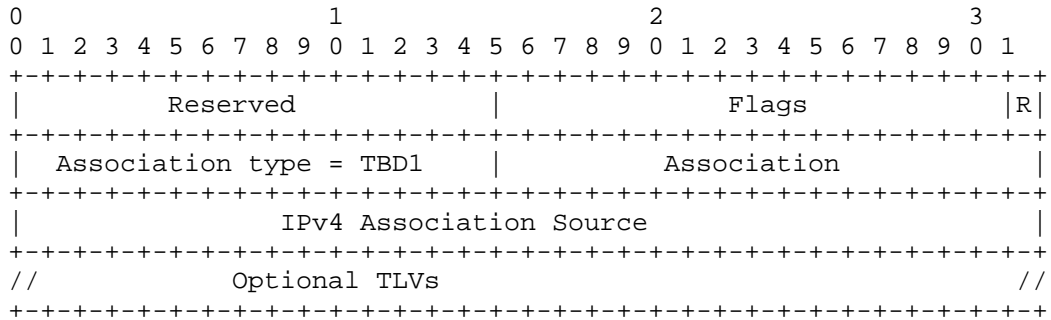 0                   1                   2                   3
0 1 2 3 4 5 6 7 8 9 0 1 2 3 4 5 6 7 8 9 0 1 2 3 4 5 6 7 8 9 0 1
+-+-+-+-+-+-+-+-+-+-+-+-+-+-+-+-+-+-+-+-+-+-+-+-+-+-+-+-+-+-+-+-+
|         Reserved            |              Flags            |R|
+-+-+-+-+-+-+-+-+-+-+-+-+-+-+-+-+-+-+-+-+-+-+-+-+-+-+-+-+-+-+-+-+
|  Association type = TBD1    |          Association            |
+-+-+-+-+-+-+-+-+-+-+-+-+-+-+-+-+-+-+-+-+-+-+-+-+-+-+-+-+-+-+-+-+
|                IPv4 Association Source                        |
+-+-+-+-+-+-+-+-+-+-+-+-+-+-+-+-+-+-+-+-+-+-+-+-+-+-+-+-+-+-+-+-+
//            Optional TLVs                                    //
+-+-+-+-+-+-+-+-+-+-+-+-+-+-+-+-+-+-+-+-+-+-+-+-+-+-+-+-+-+-+-+-+